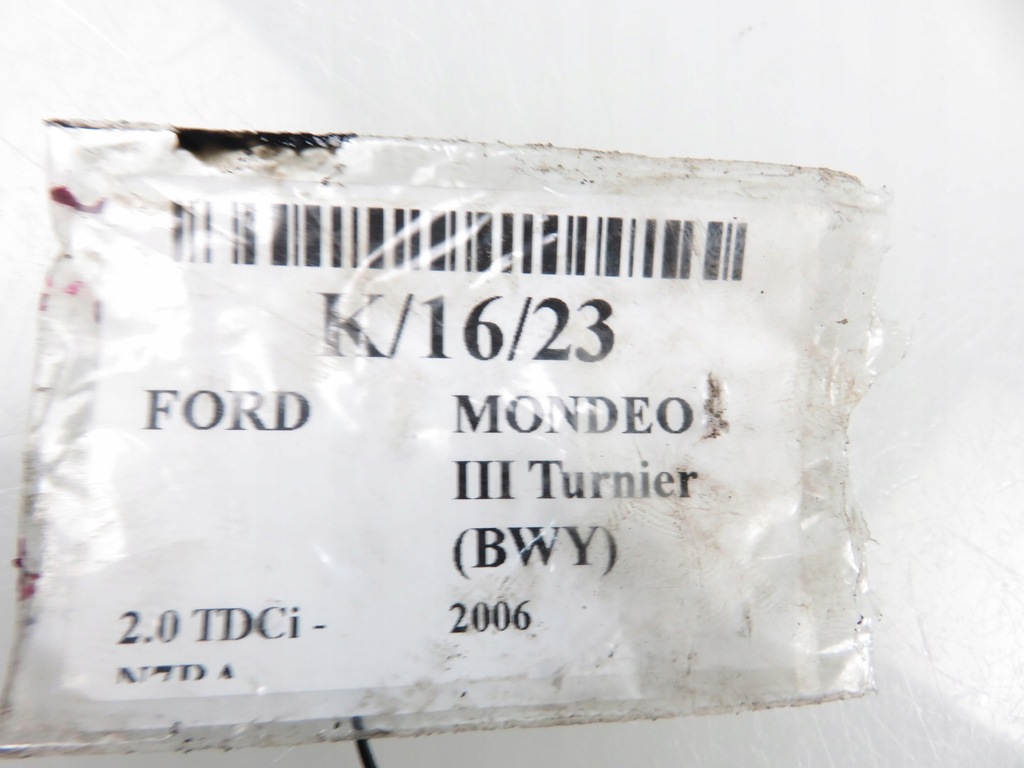 K/16/23
FORD MONDEO
III Turnier
(BWY)
2.0 TDCi - 2006